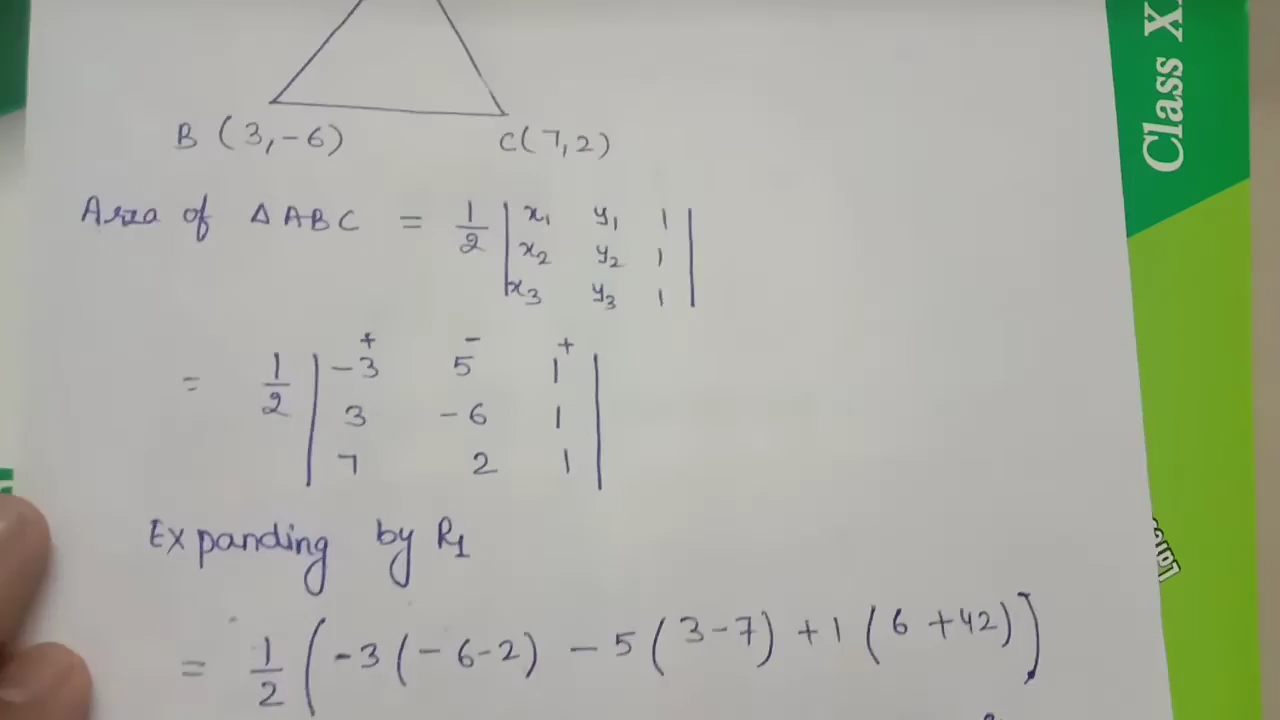 B (3,-6)
C(7,2)
Area of △ABC = 1/2 | x₁ y₁ 1 |
x₂ y₂ 1
x₃ y₃ 1
+ - +
= 1/2 | -3 5 1 |
3 -6 1
7 2 1
Expanding by R₁
= 1/2 ( -3(-6-2) - 5(3-7) + 1(6+42) ]
Class X